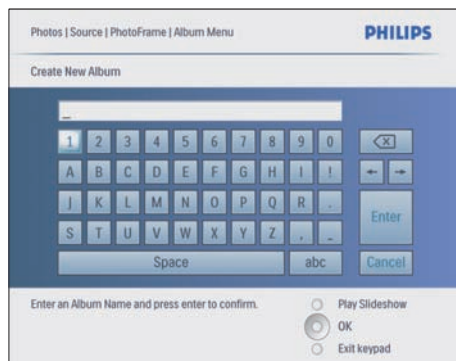 Photos | Source | PhotoFrame | Album Menu
PHILIPS
Create New Album
_
1 2 3 4 5 6 7 8 9 0
A B C D E F G H I !
J K L M N O P Q R .
S T U V W X Y Z , _
Enter
Space abc Cancel
Enter an Album Name and press enter to confirm.
Play Slideshow
OK
Exit keypad